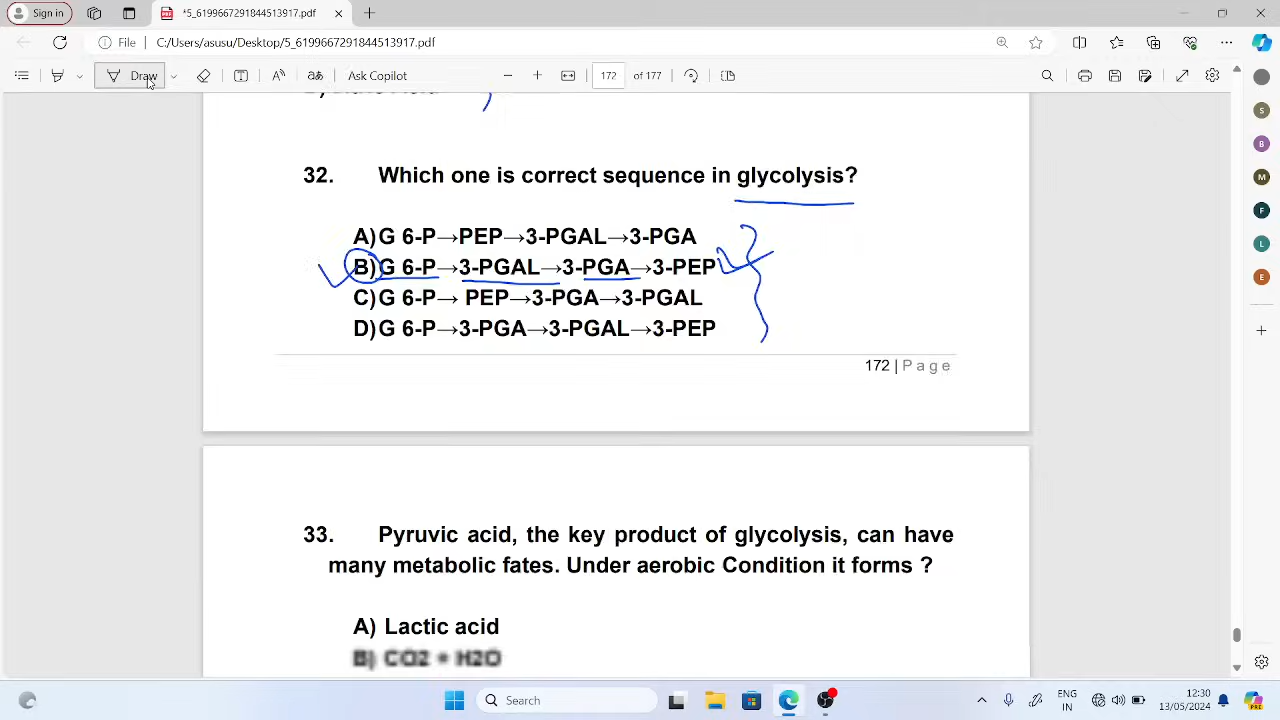 Sign in
*5_6199667291844513917.pdf
File
C:/Users/asusu/Desktop/5_6199667291844513917.pdf
Draw
Ask Copilot
172 of 177
32. Which one is correct sequence in glycolysis?
A) G 6-P→PEP→3-PGAL→3-PGA
B) G 6-P→3-PGAL→3-PGA→3-PEP
C) G 6-P→ PEP→3-PGA→3-PGAL
D) G 6-P→3-PGA→3-PGAL→3-PEP
172 | P a g e
33. Pyruvic acid, the key product of glycolysis, can have
many metabolic fates. Under aerobic Condition it forms ?
A) Lactic acid
B) CO2 + H2O
Search
ENG
IN
12:30
13/05/2024